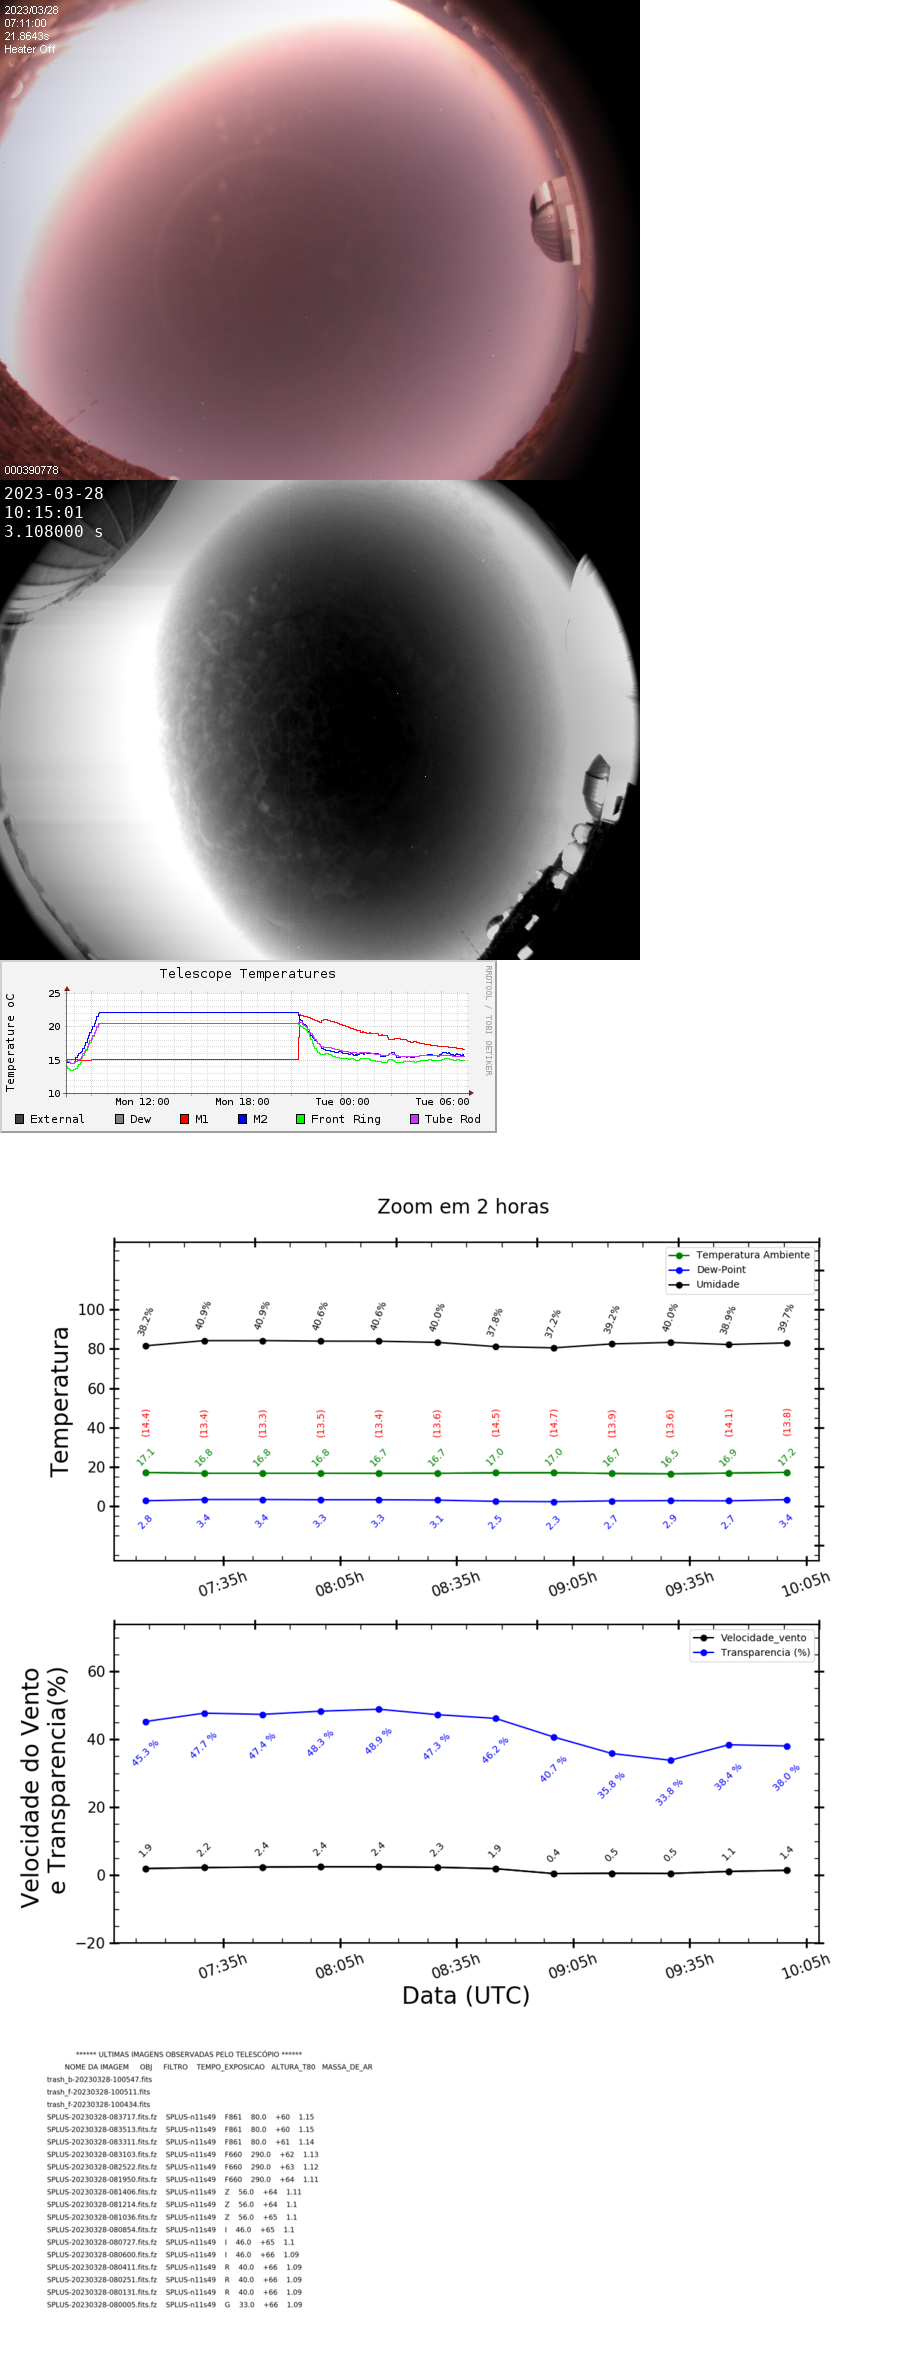 2023/03/28
07:11:00
21.8643s
Heater Off
000390778
2023-03-28
10:15:01
3.108000 s
Telescope Temperatures
RRDTOOL / TOBI OETIKER
Temperature oC
25
20
15
10
Mon 12:00 Mon 18:00 Tue 00:00 Tue 06:00
External Dew M1 M2 Front Ring Tube Rod
Zoom em 2 horas
Temperatura Ambiente
Dew-Point
Umidade
Temperatura
100
80
60
40
20
0
38.2% 40.9% 40.9% 40.6% 40.6% 40.0% 37.8% 37.2% 39.2% 40.0% 38.9% 39.7%
(14.4) (13.4) (13.3) (13.5) (13.4) (13.6) (14.5) (14.7) (13.9) (13.6) (14.1) (13.8)
17.1 16.8 16.8 16.8 16.7 16.7 17.0 17.0 16.7 16.5 16.9 17.2
2.8 3.4 3.4 3.3 3.3 3.1 2.5 2.3 2.7 2.9 2.7 3.4
07:35h 08:05h 08:35h 09:05h 09:35h 10:05h
Velocidade_vento
Transparencia (%)
Velocidade do Vento
e Transparencia(%)
60
40
20
0
−20
45.3 % 47.7 % 47.4 % 48.3 % 48.9 % 47.3 % 46.2 % 40.7 % 35.8 % 33.8 % 38.4 % 38.0 %
1.9 2.2 2.4 2.4 2.4 2.3 1.9 0.4 0.5 0.5 1.1 1.4
07:35h 08:05h 08:35h 09:05h 09:35h 10:05h
Data (UTC)
****** ULTIMAS IMAGENS OBSERVADAS PELO TELESCÓPIO ******
NOME DA IMAGEM OBJ FILTRO TEMPO_EXPOSICAO ALTURA_T80 MASSA_DE_AR
trash_b-20230328-100547.fits
trash_f-20230328-100511.fits
trash_f-20230328-100434.fits
SPLUS-20230328-083717.fits.fz SPLUS-n11s49 F861 80.0 +60 1.15
SPLUS-20230328-083513.fits.fz SPLUS-n11s49 F861 80.0 +60 1.15
SPLUS-20230328-083311.fits.fz SPLUS-n11s49 F861 80.0 +61 1.14
SPLUS-20230328-083103.fits.fz SPLUS-n11s49 F660 290.0 +62 1.13
SPLUS-20230328-082522.fits.fz SPLUS-n11s49 F660 290.0 +63 1.12
SPLUS-20230328-081950.fits.fz SPLUS-n11s49 F660 290.0 +64 1.11
SPLUS-20230328-081406.fits.fz SPLUS-n11s49 Z 56.0 +64 1.11
SPLUS-20230328-081214.fits.fz SPLUS-n11s49 Z 56.0 +64 1.1
SPLUS-20230328-081036.fits.fz SPLUS-n11s49 Z 56.0 +65 1.1
SPLUS-20230328-080854.fits.fz SPLUS-n11s49 I 46.0 +65 1.1
SPLUS-20230328-080727.fits.fz SPLUS-n11s49 I 46.0 +65 1.1
SPLUS-20230328-080600.fits.fz SPLUS-n11s49 I 46.0 +66 1.09
SPLUS-20230328-080411.fits.fz SPLUS-n11s49 R 40.0 +66 1.09
SPLUS-20230328-080251.fits.fz SPLUS-n11s49 R 40.0 +66 1.09
SPLUS-20230328-080131.fits.fz SPLUS-n11s49 R 40.0 +66 1.09
SPLUS-20230328-080005.fits.fz SPLUS-n11s49 G 33.0 +66 1.09